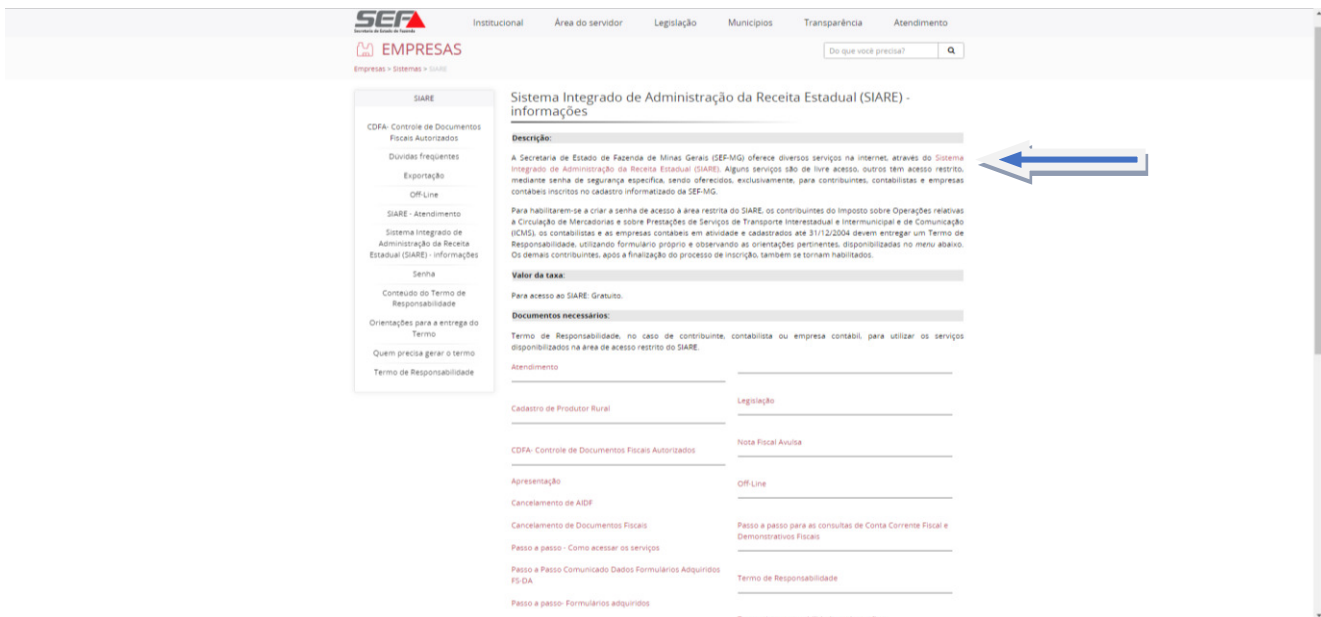 SEF
Secretaria de Estado de Fazenda
Institucional Área do servidor Legislação Municípios Transparência Atendimento
EMPRESAS
Do que você precisa?
Empresas > Sistemas > SIARE
SIARE
CDFA- Controle de Documentos
Fiscais Autorizados
Dúvidas freqüentes
Exportação
Off-Line
SIARE - Atendimento
Sistema Integrado de
Administração da Receita
Estadual (SIARE) - informações
Senha
Conteúdo do Termo de
Responsabilidade
Orientações para a entrega do
Termo
Quem precisa gerar o termo
Termo de Responsabilidade
Sistema Integrado de Administração da Receita Estadual (SIARE) -
informações
Descrição:
A Secretaria de Estado de Fazenda de Minas Gerais (SEF-MG) oferece diversos serviços na internet, através do Sistema
Integrado de Administração da Receita Estadual (SIARE). Alguns serviços são de livre acesso, outros têm acesso restrito,
mediante senha de segurança específica, sendo oferecidos, exclusivamente, para contribuintes, contabilistas e empresas
contábeis inscritos no cadastro informatizado da SEF-MG.
Para habilitarem-se a criar a senha de acesso à área restrita do SIARE, os contribuintes do Imposto sobre Operações relativas
à Circulação de Mercadorias e sobre Prestações de Serviços de Transporte Interestadual e Intermunicipal e de Comunicação
(ICMS), os contabilistas e as empresas contábeis em atividade e cadastrados até 31/12/2004 devem entregar um Termo de
Responsabilidade, utilizando formulário próprio e observando as orientações pertinentes, disponibilizadas no menu abaixo.
Os demais contribuintes, após a finalização do processo de inscrição, também se tornam habilitados.
Valor da taxa:
Para acesso ao SIARE: Gratuito.
Documentos necessários:
Termo de Responsabilidade, no caso de contribuinte, contabilista ou empresa contábil, para utilizar os serviços
disponibilizados na área de acesso restrito do SIARE.
Atendimento
Cadastro de Produtor Rural
CDFA- Controle de Documentos Fiscais Autorizados
Apresentação
Cancelamento de AIDF
Cancelamento de Documentos Fiscais
Passo a passo - Como acessar os serviços
Passo a Passo Comunicado Dados Formulários Adquiridos
FS-DA
Passo a passo- Formulários adquiridos
Legislação
Nota Fiscal Avulsa
Off-Line
Passo a passo para as consultas de Conta Corrente Fiscal e
Demonstrativos Fiscais
Termo de Responsabilidade